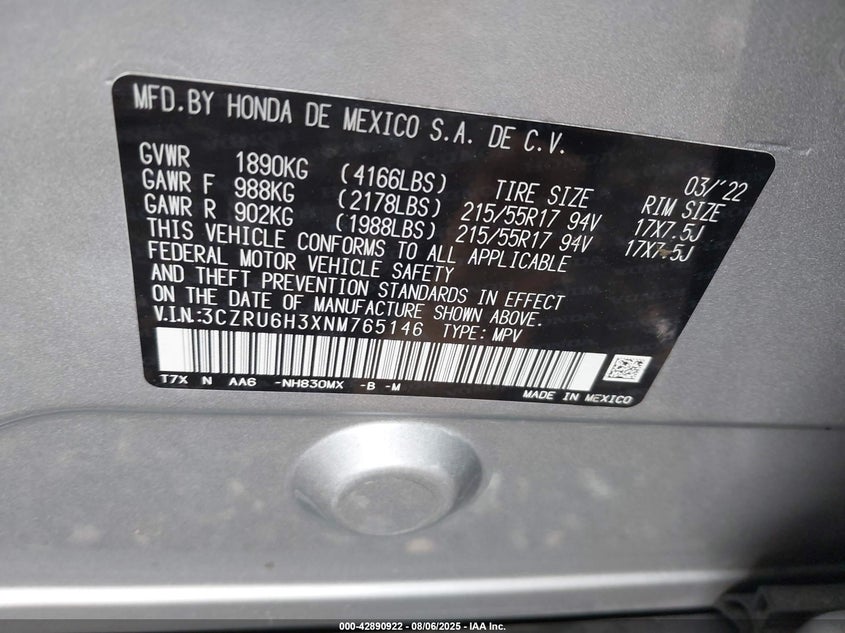 MFD.BY HONDA DE MEXICO S.A. DE C.V.
03/'22
GVWR 1890KG (4166LBS) TIRE SIZE RIM SIZE
GAWR F 988KG (2178LBS) 215/55R17 94V 17X7.5J
GAWR R 902KG (1988LBS) 215/55R17 94V 17X7.5J
THIS VEHICLE CONFORMS TO ALL APPLICABLE
FEDERAL MOTOR VEHICLE SAFETY
AND THEFT PREVENTION STANDARDS IN EFFECT
ON THE DATE OF MANUFACTURE SHOWN ABOVE.
V.I.N:3CZRU6H3XNM765146 TYPE: MPV
T7X N AA6 -NH830MX -B -M
MADE IN MEXICO
000-42890922 - 08/06/2025 - IAA Inc.